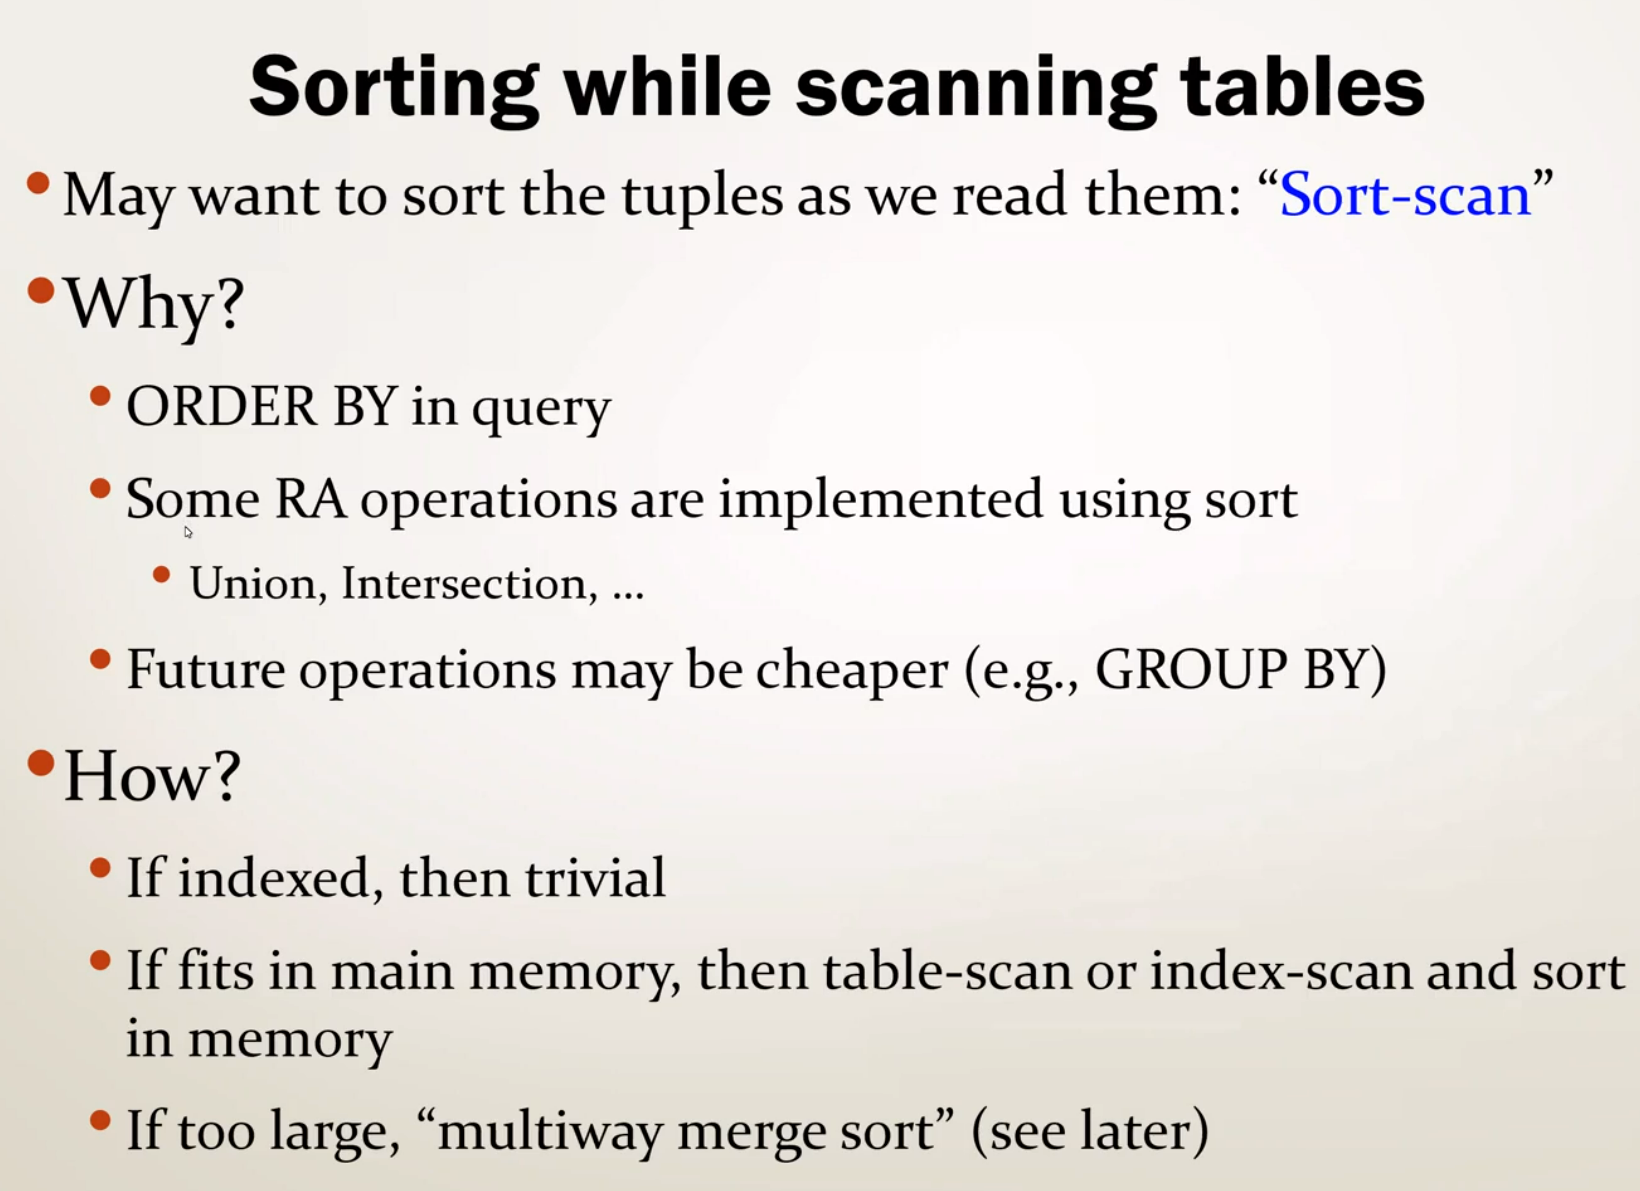 Sorting while scanning tables
• May want to sort the tuples as we read them: “Sort-scan”
• Why?
• ORDER BY in query
• Some RA operations are implemented using sort
• Union, Intersection, ...
• Future operations may be cheaper (e.g., GROUP BY)
• How?
• If indexed, then trivial
• If fits in main memory, then table-scan or index-scan and sort
in memory
• If too large, “multiway merge sort” (see later)